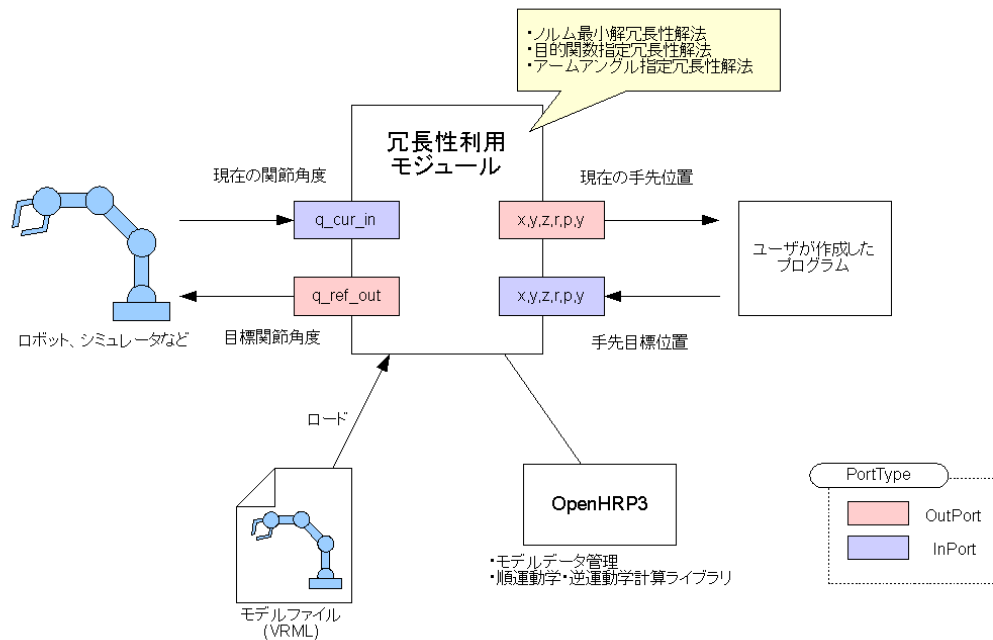 ・ノルム最小解冗長性解法
・目的関数指定冗長性解法
・アームアングル指定冗長性解法
冗長性利用
モジュール
現在の関節角度
現在の手先位置
q_cur_in
x,y,z,r,p,y
ユーザが作成した
プログラム
q_ref_out
x,y,z,r,p,y
ロボット、シミュレータなど
目標関節角度
手先目標位置
ロード
PortType
OpenHRP3
OutPort
InPort
・モデルデータ管理
・順運動学・逆運動学計算ライブラリ
モデルファイル
(VRML)